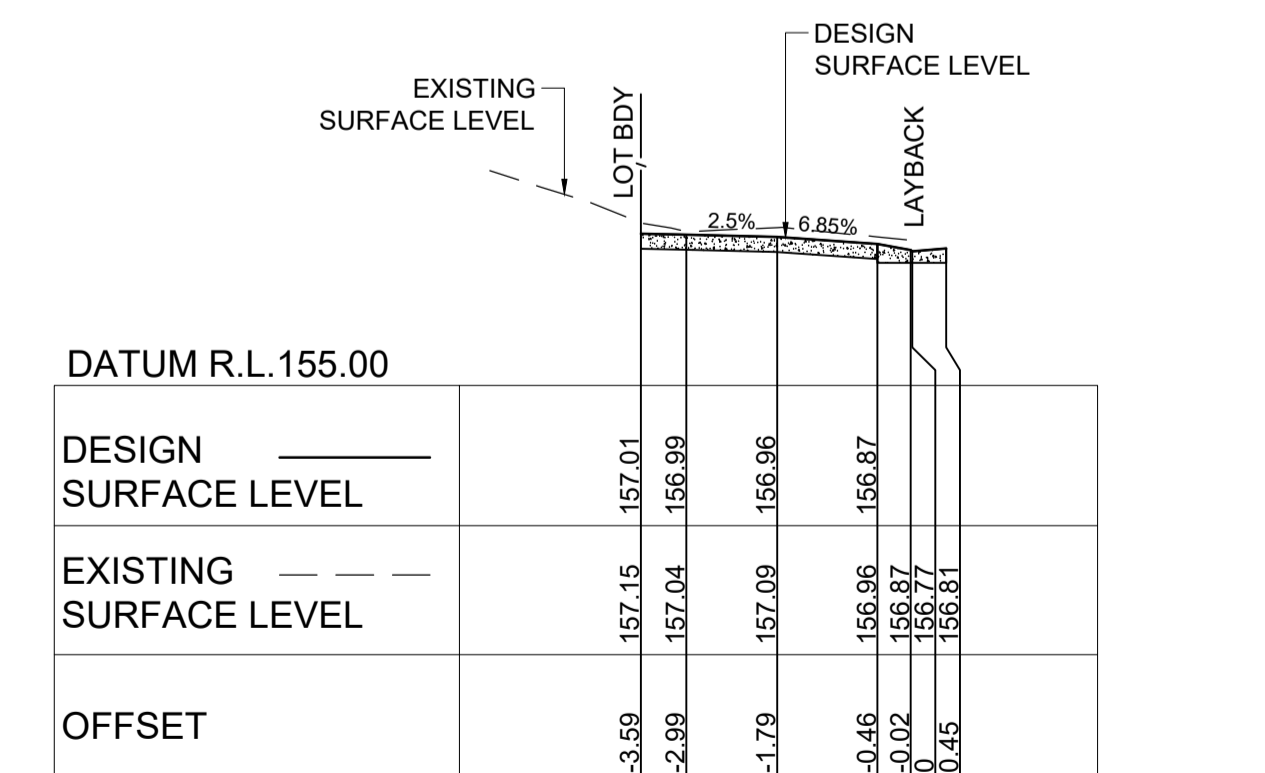 DESIGN
SURFACE LEVEL
EXISTING
SURFACE LEVEL
LOT BDY
LAYBACK
2.5%
6.85%
DATUM R.L.155.00
DESIGN
SURFACE LEVEL
157.01
156.99
156.96
156.87
EXISTING
SURFACE LEVEL
157.15
157.04
157.09
156.96
156.87
156.77
156.81
OFFSET
-3.59
-2.99
-1.79
-0.46
-0.02
0
0.45